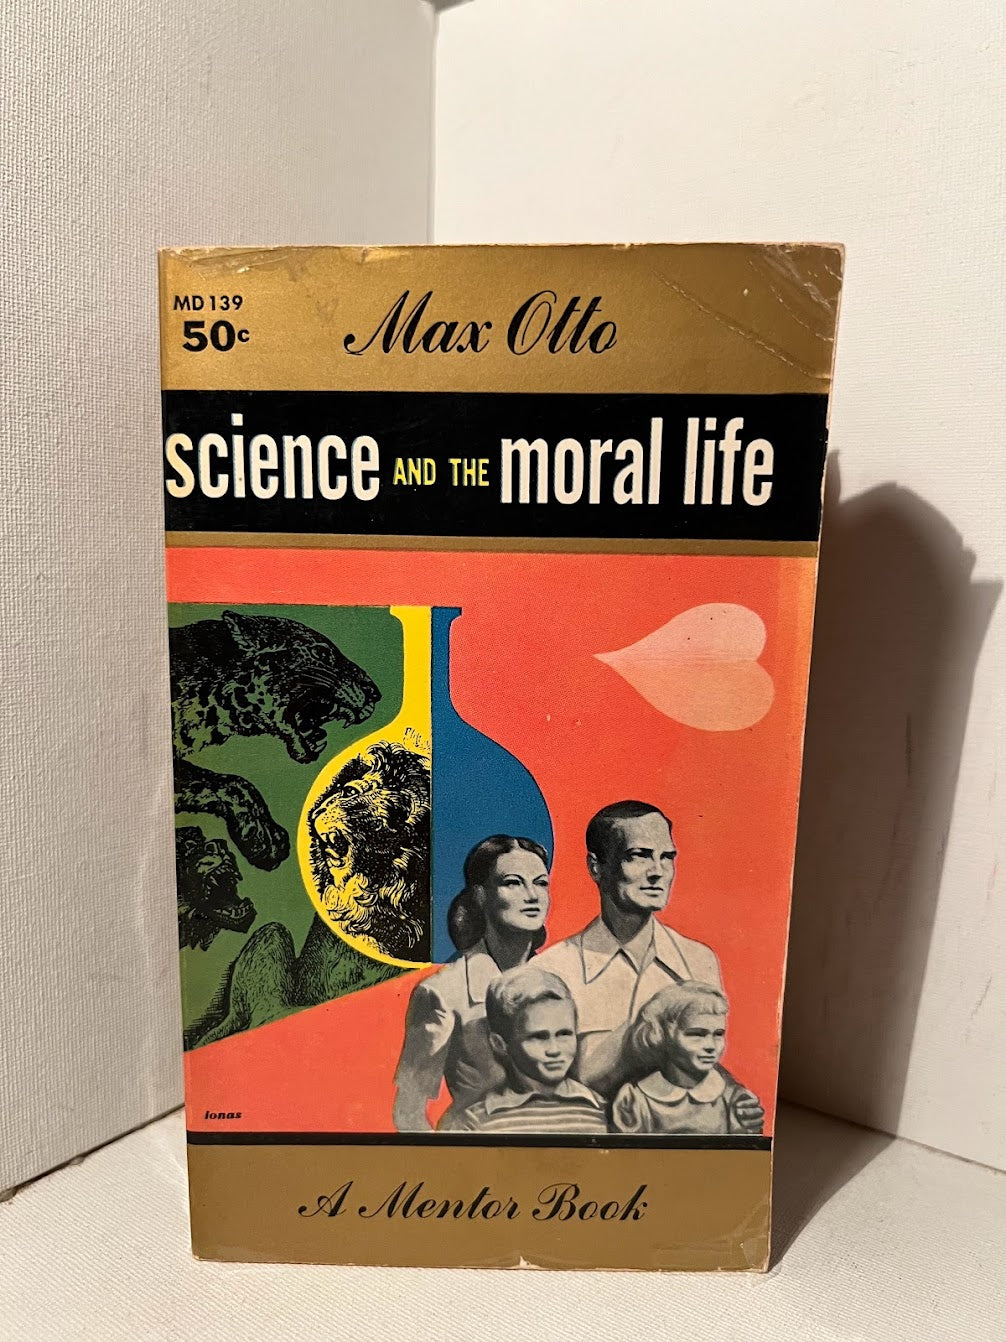 MD 139
50c
Max Otto
science AND THE moral life
ionas
A Mentor Book